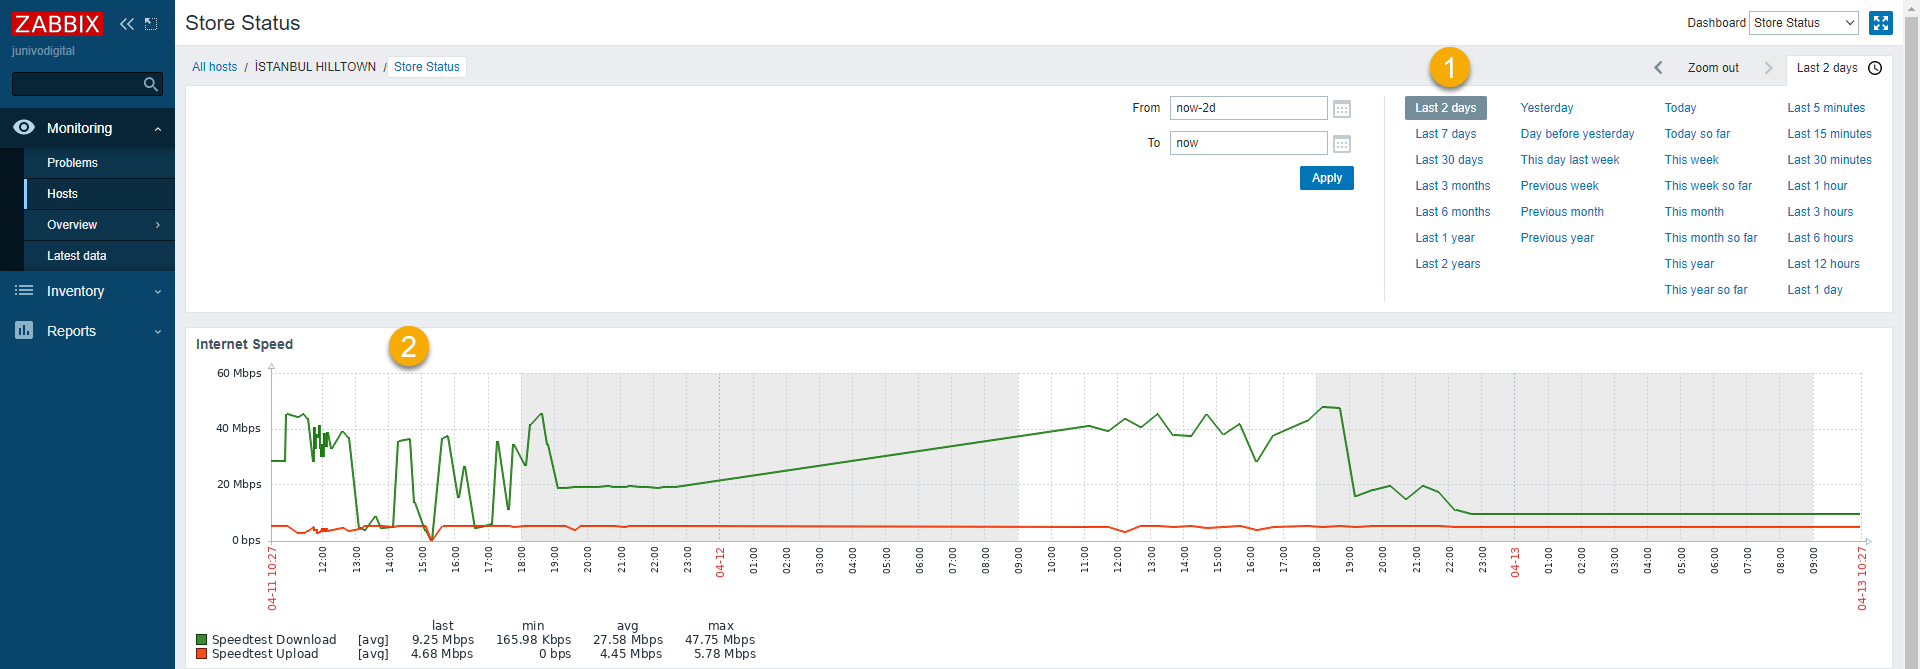 ZABBIX
junivodigital
Monitoring
Problems
Hosts
Overview
Latest data
Inventory
Reports
Store Status
Dashboard Store Status
All hosts / İSTANBUL HILLTOWN / Store Status
1
Zoom out
Last 2 days
From now-2d
To now
Apply
Last 2 days Yesterday Today Last 5 minutes
Last 7 days Day before yesterday Today so far Last 15 minutes
Last 30 days This day last week This week Last 30 minutes
Last 3 months Previous week This week so far Last 1 hour
Last 6 months Previous month This month Last 3 hours
Last 1 year Previous year This month so far Last 6 hours
Last 2 years This year Last 12 hours
This year so far Last 1 day
Internet Speed
2
60 Mbps
40 Mbps
20 Mbps
0 bps
04-11 10:27 12:00 13:00 14:00 15:00 16:00 17:00 18:00 19:00 20:00 21:00 22:00 23:00 04-12 01:00 02:00 03:00 04:00 05:00 06:00 07:00 08:00 09:00 10:00 11:00 12:00 13:00 14:00 15:00 16:00 17:00 18:00 19:00 20:00 21:00 22:00 23:00 04-13 01:00 02:00 03:00 04:00 05:00 06:00 07:00 08:00 09:00 04-13 10:27
last min avg max
Speedtest Download [avg] 9.25 Mbps 165.98 Kbps 27.58 Mbps 47.75 Mbps
Speedtest Upload [avg] 4.68 Mbps 0 bps 4.45 Mbps 5.78 Mbps